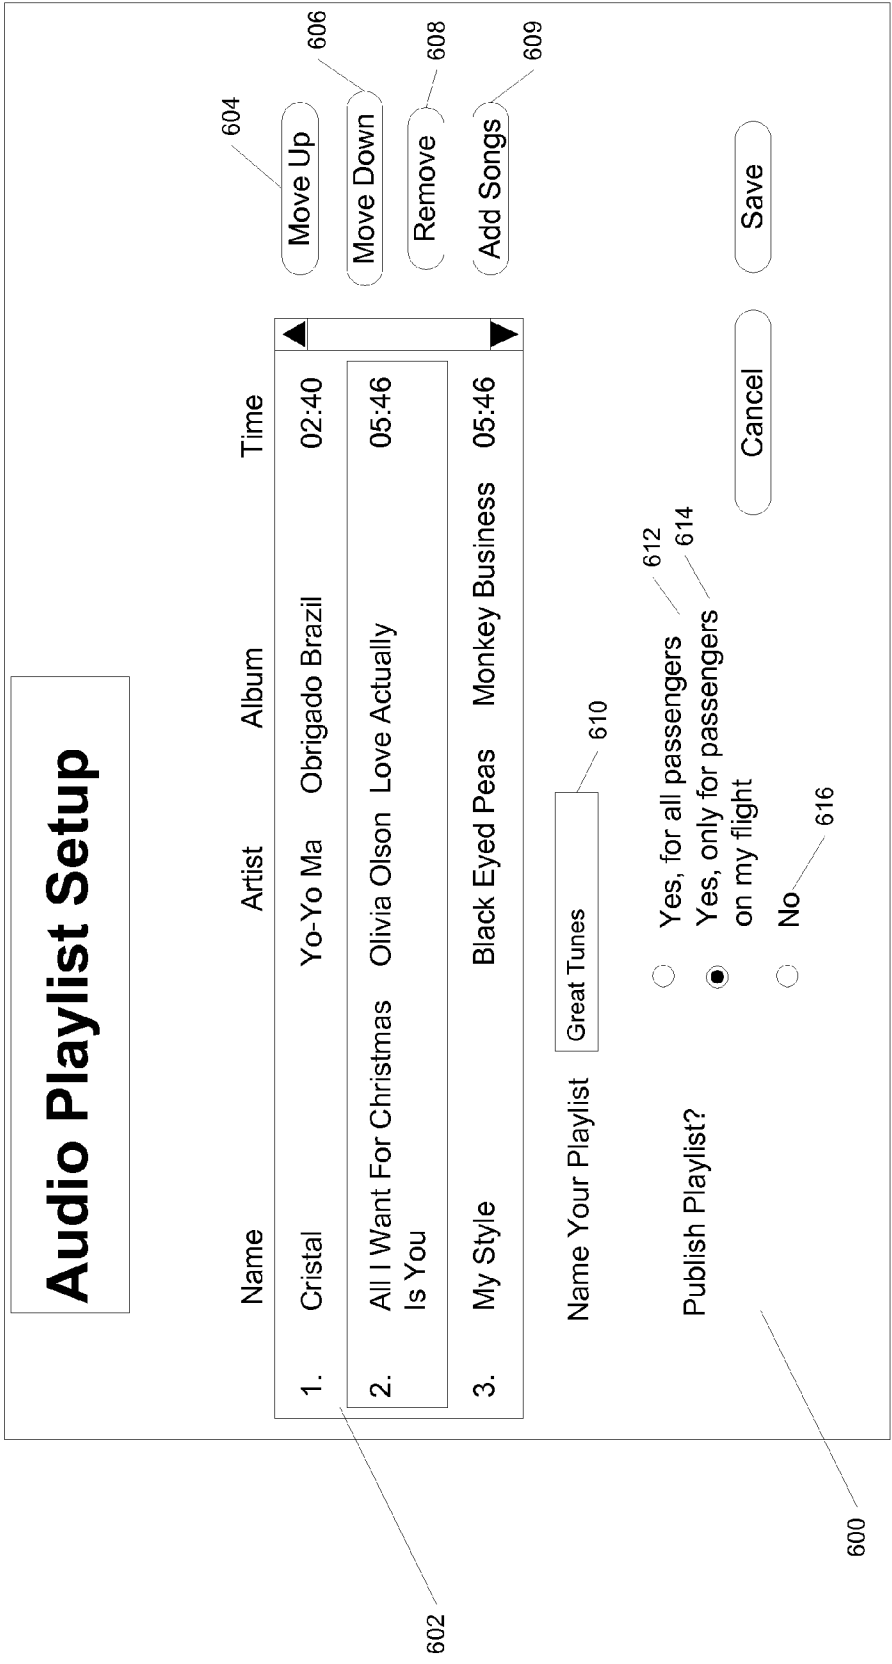 Audio Playlist Setup
Name Artist Album Time
1. Cristal Yo-Yo Ma Obrigado Brazil 02:40
2. All I Want For Christmas Olivia Olson Love Actually 05:46
Is You
3. My Style Black Eyed Peas Monkey Business 05:46
Move Up
Move Down
Remove
Add Songs
604
606
608
609
602
Name Your Playlist Great Tunes
610
Publish Playlist?
Yes, for all passengers
612
Yes, only for passengers
on my flight
614
No
616
Cancel Save
600